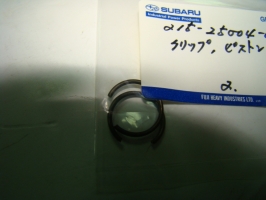 SUBARU
Industrial Power Products
215-25004-
クリップ, ピストン
2.
FUJI HEAVY INDUSTRIES LTD.